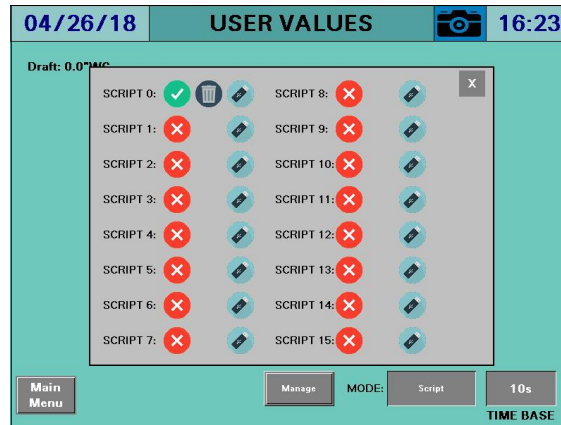 04/26/18 USER VALUES 16:23
Draft: 0.0"WC
X
SCRIPT 0: SCRIPT 8:
SCRIPT 1: SCRIPT 9:
SCRIPT 2: SCRIPT 10:
SCRIPT 3: SCRIPT 11:
SCRIPT 4: SCRIPT 12:
SCRIPT 5: SCRIPT 13:
SCRIPT 6: SCRIPT 14:
SCRIPT 7: SCRIPT 15:
Main
Menu
Manage MODE: Script 10s
TIME BASE